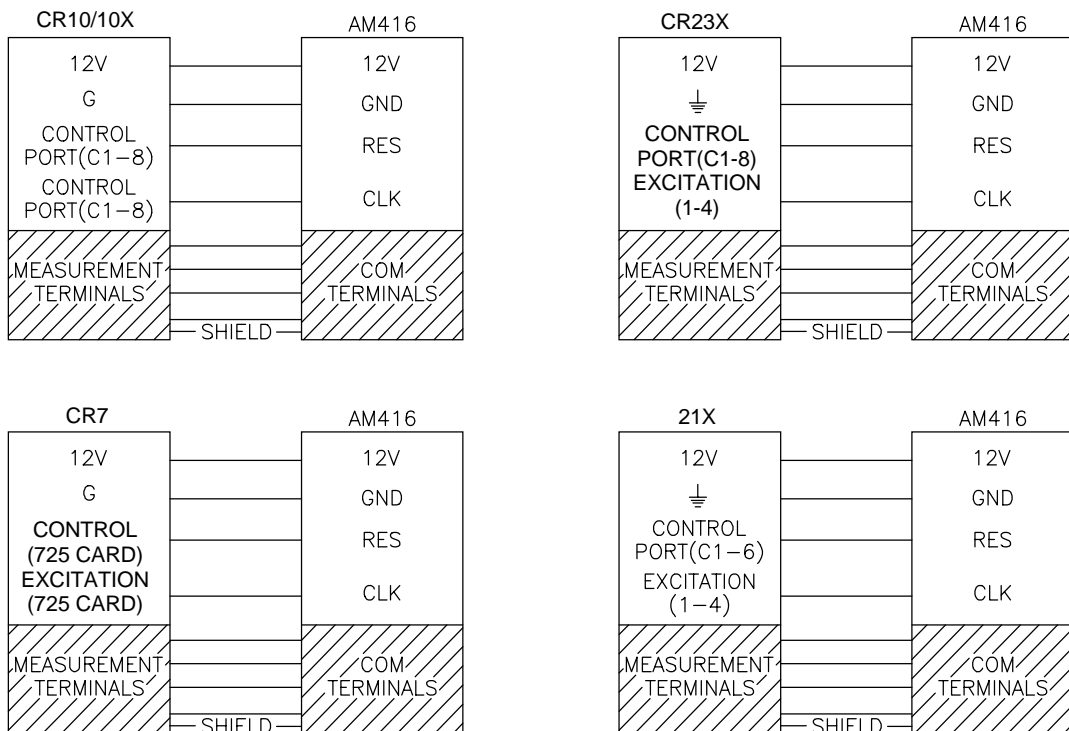 CR10/10X
AM416
12V
12V
G
GND
CONTROL
PORT(C1-8)
RES
CONTROL
PORT(C1-8)
CLK
MEASUREMENT
TERMINALS
COM
TERMINALS
SHIELD
CR23X
AM416
12V
12V
GND
CONTROL
PORT(C1-8)
RES
EXCITATION
(1-4)
CLK
MEASUREMENT
TERMINALS
COM
TERMINALS
SHIELD
CR7
AM416
12V
12V
G
GND
CONTROL
(725 CARD)
RES
EXCITATION
(725 CARD)
CLK
MEASUREMENT
TERMINALS
COM
TERMINALS
SHIELD
21X
AM416
12V
12V
GND
CONTROL
PORT(C1-6)
RES
EXCITATION
(1-4)
CLK
MEASUREMENT
TERMINALS
COM
TERMINALS
SHIELD